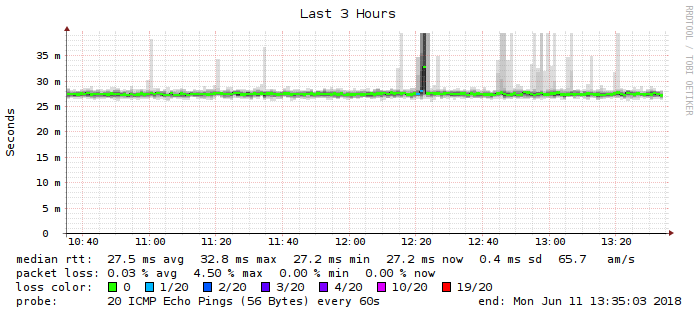 Last 3 Hours
RRDTOOL / TOBI OETIKER
Seconds
35 m
30 m
25 m
20 m
15 m
10 m
5 m
0
10:40 11:00 11:20 11:40 12:00 12:20 12:40 13:00 13:20
median rtt: 27.5 ms avg 32.8 ms max 27.2 ms min 27.2 ms now 0.4 ms sd 65.7 am/s
packet loss: 0.03 % avg 4.50 % max 0.00 % min 0.00 % now
loss color: 0 1/20 2/20 3/20 4/20 10/20 19/20
probe: 20 ICMP Echo Pings (56 Bytes) every 60s end: Mon Jun 11 13:35:03 2018